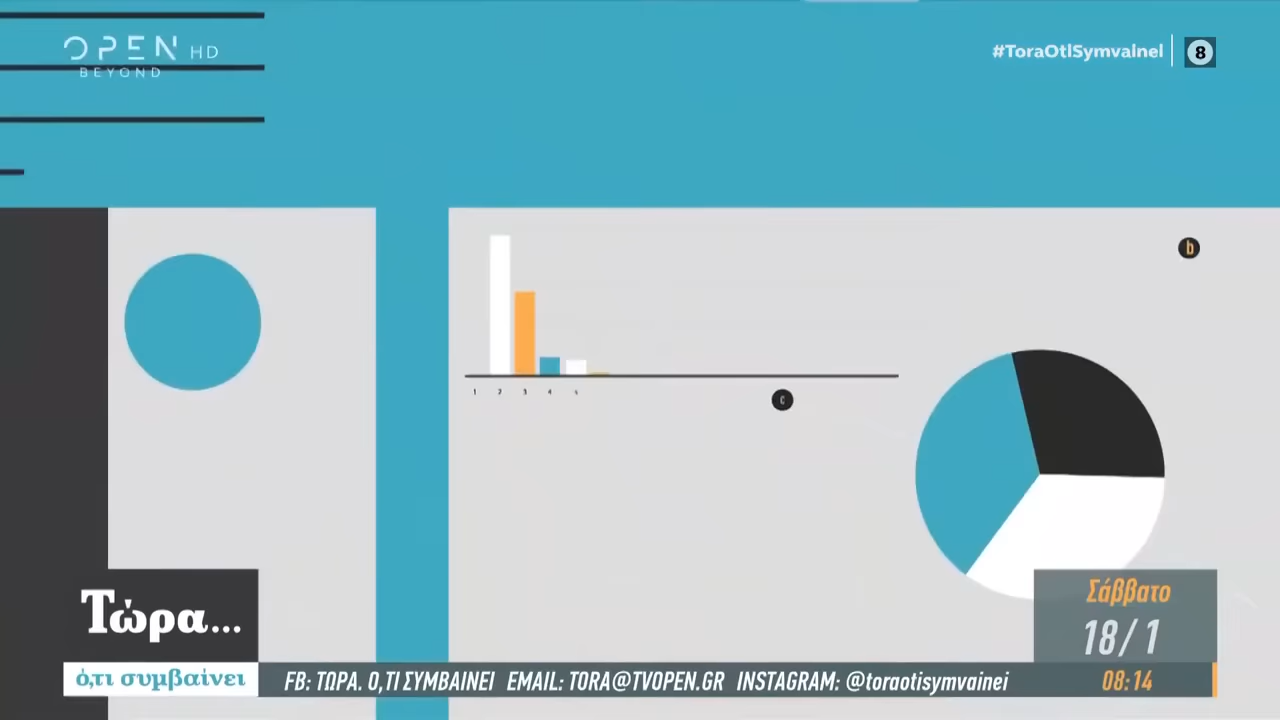 OPEN HD
BEYOND
#ToraOtISymvaInel
8
b
1 2 3 4
c
Σάββατο
18/1
08:14
Τώρα...
ό,τι συμβαίνει
FB: ΤΩΡΑ. Ο,ΤΙ ΣΥΜΒΑΙΝΕΙ EMAIL: TORA@TVOPEN.GR INSTAGRAM: @toraotisymvainei